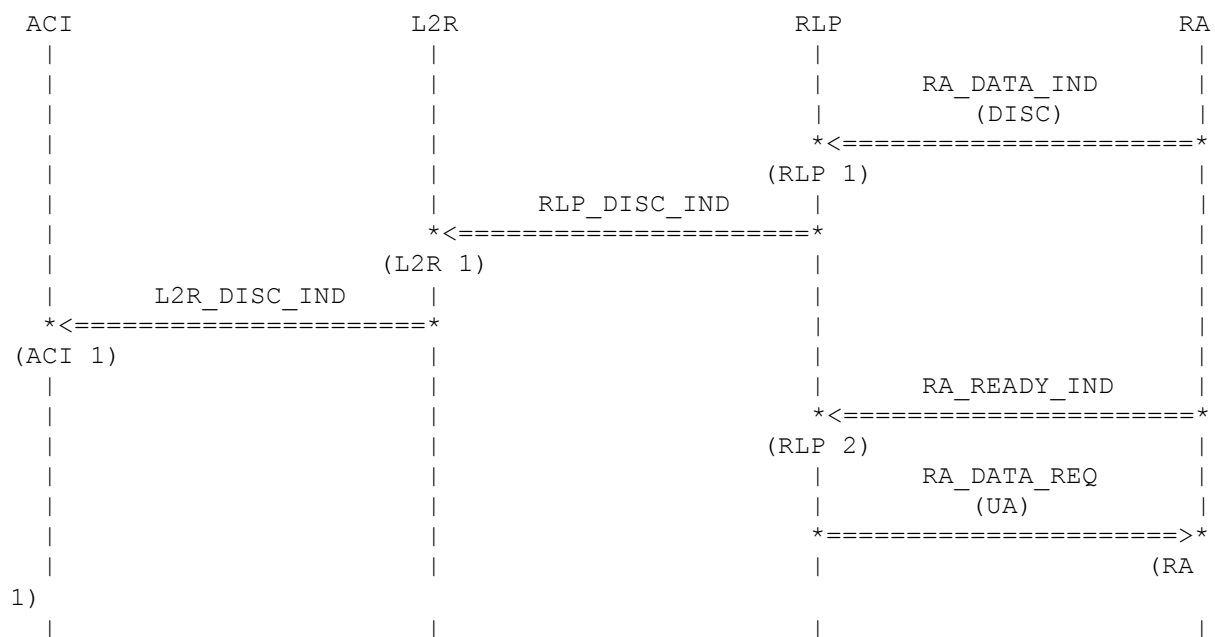 ACI L2R RLP RA
| | | |
| | | RA_DATA_IND |
| | | (DISC) |
| | *<======================*
| | (RLP 1) |
| | RLP_DISC_IND | |
| *<======================* |
| (L2R 1) | |
| L2R_DISC_IND | | |
*<======================* | |
(ACI 1) | | |
| | | RA_READY_IND |
| | *<======================*
| | (RLP 2) |
| | | RA_DATA_REQ |
| | | (UA) |
| | *======================>*
| | | (RA
1)
| | | |